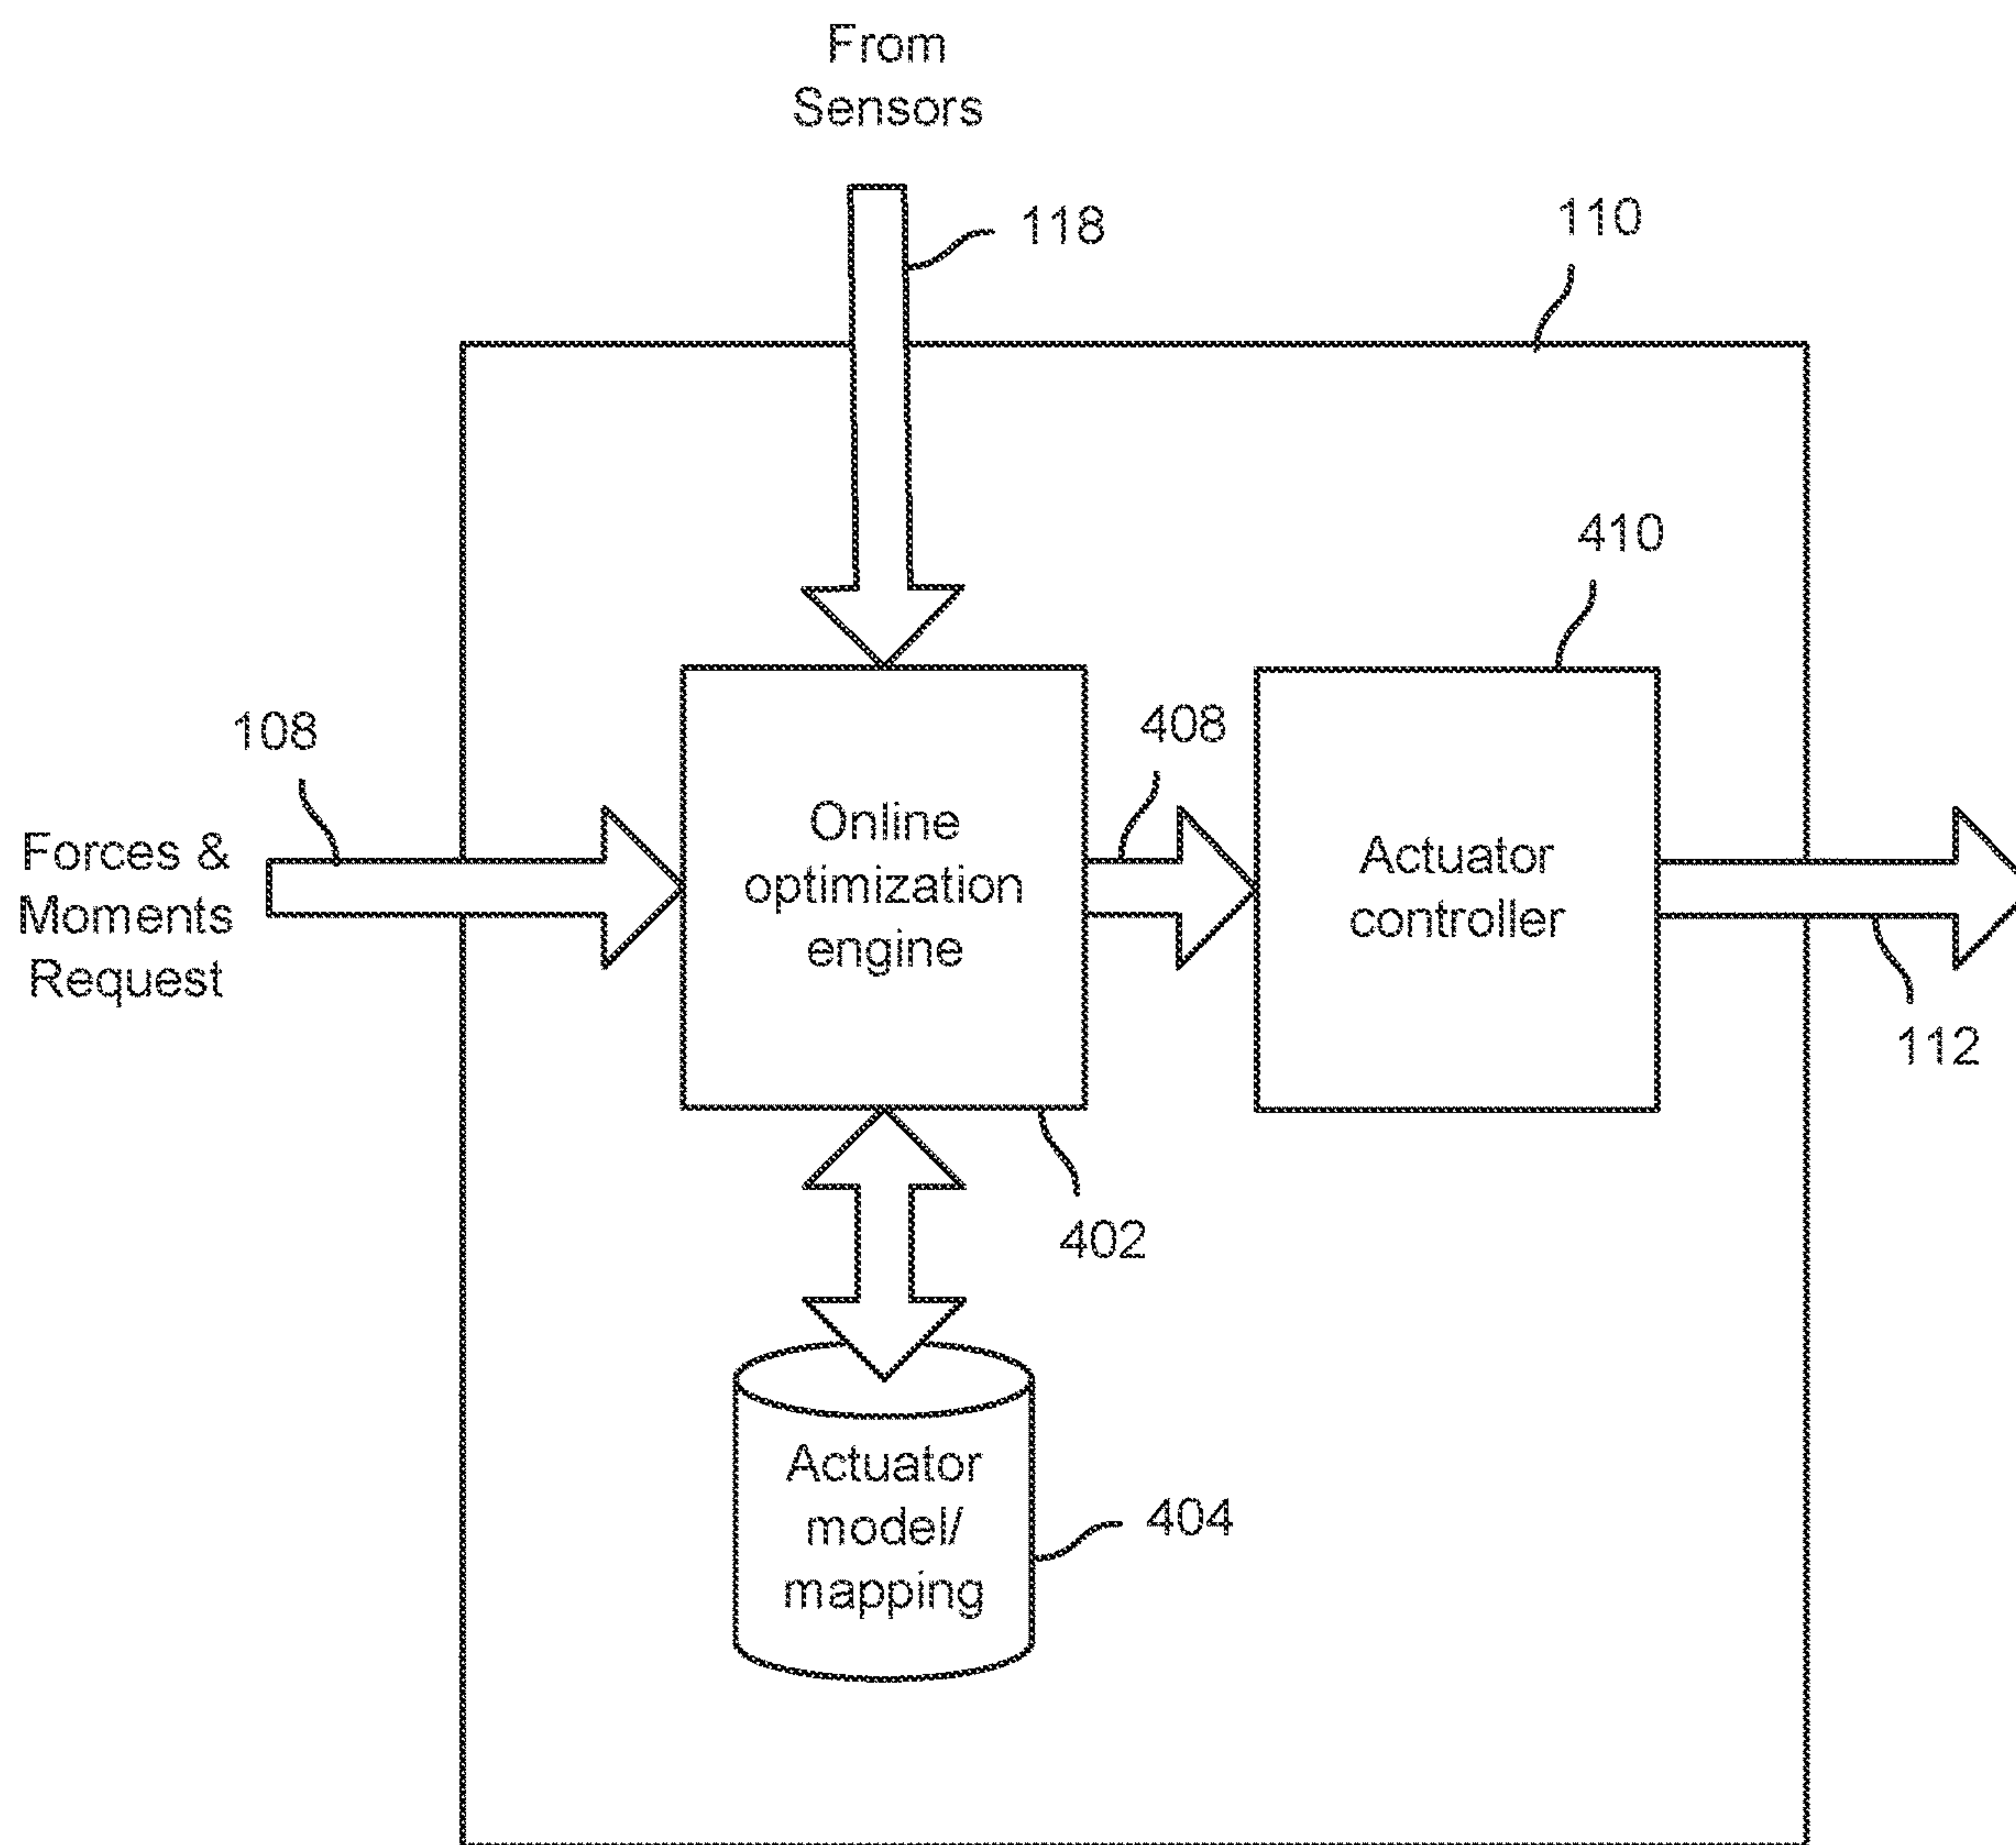 From
Sensors
118
110
410
108
408
Forces &
Moments
Request
Online
optimization
engine
Actuator
controller
112
402
Actuator
model/
mapping
404